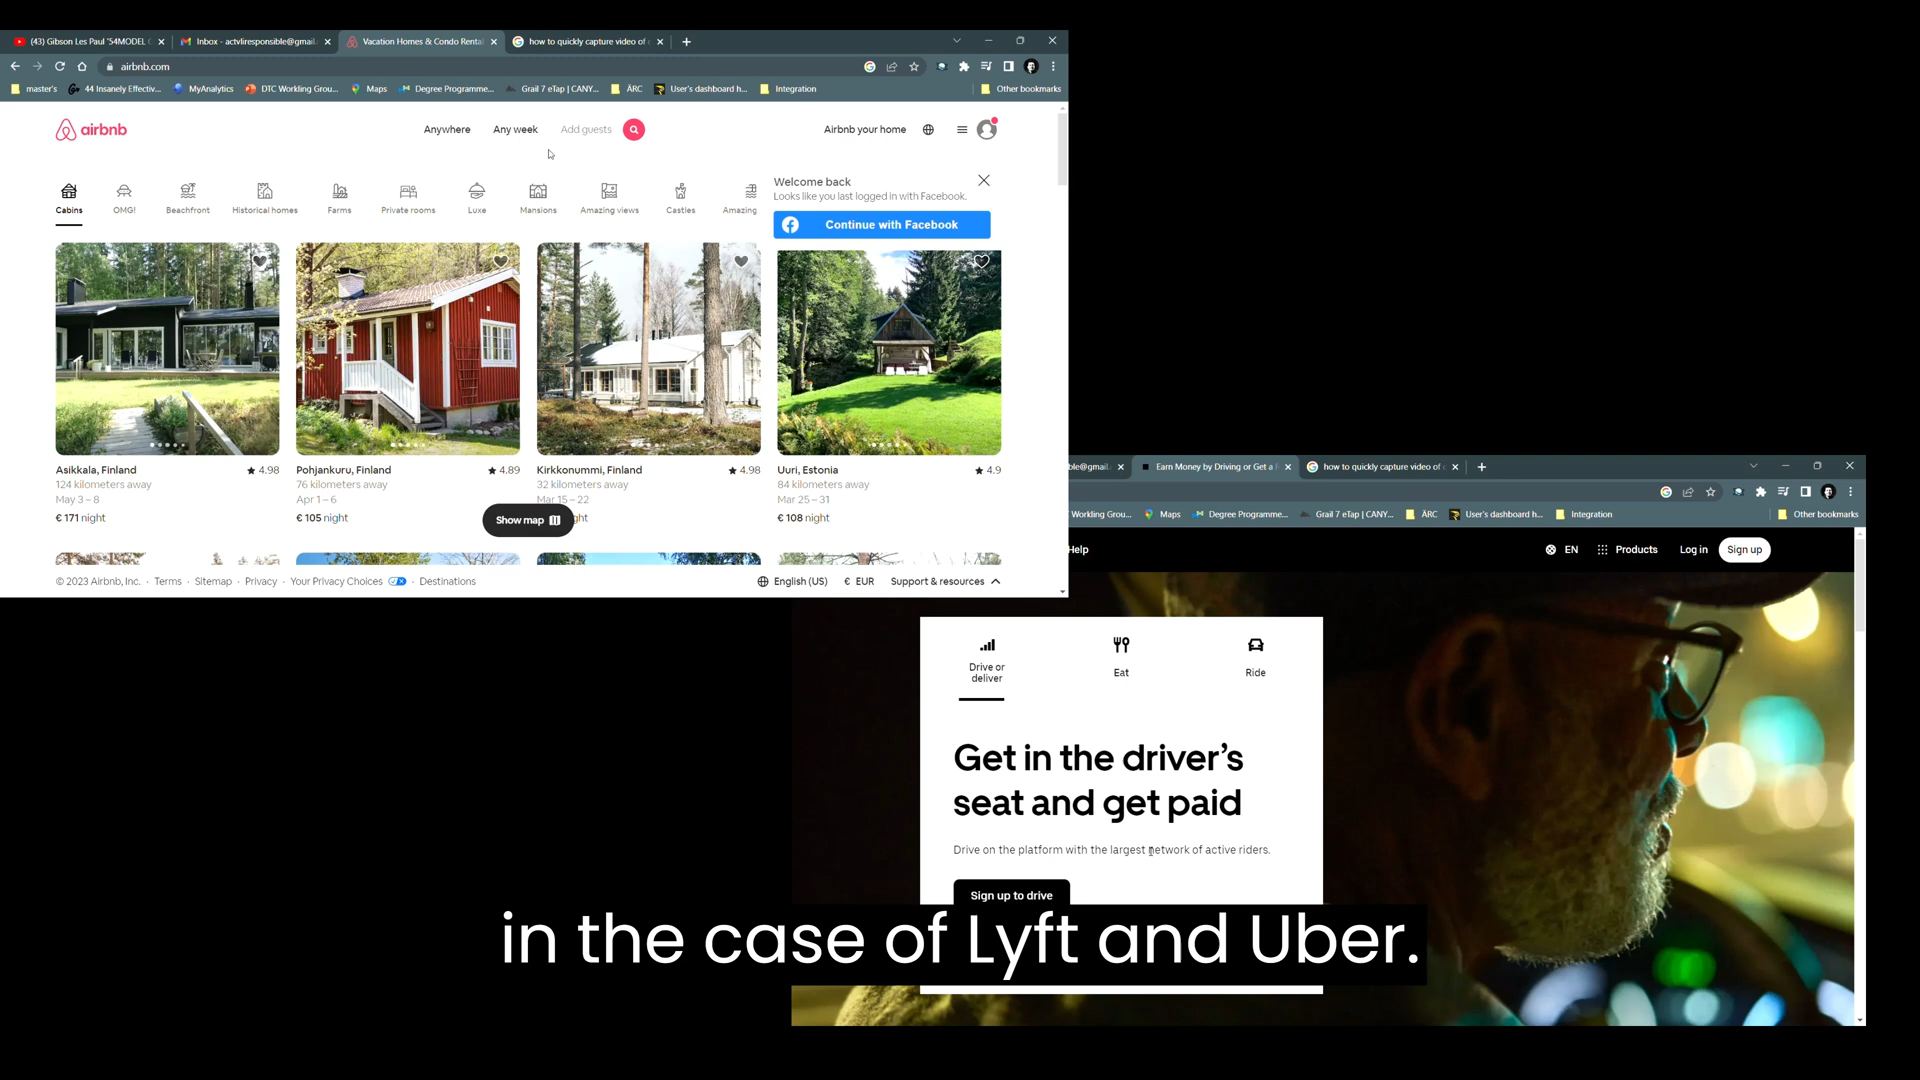 (43) Gibson Les Paul '54MODEL
Inbox - actvliresponsible@gmail.
Vacation Homes & Condo Rental
how to quickly capture video of
airbnb.com
master's
44 Insanely Effectiv...
MyAnalytics
DTC Workling Grou...
Maps
Degree Programme...
Grail 7 eTap | CANY...
ÄRC
User's dashboard h...
Integration
Other bookmarks
airbnb
Anywhere
Any week
Add guests
Airbnb your home
Cabins
OMG!
Beachfront
Historical homes
Farms
Private rooms
Luxe
Mansions
Amazing views
Castles
Amazing
Welcome back
Looks like you last logged in with Facebook.
Continue with Facebook
Asikkala, Finland
4.98
124 kilometers away
May 3 – 8
€ 171 night
Pohjankuru, Finland
4.89
76 kilometers away
Apr 1 – 6
€ 105 night
Kirkkonummi, Finland
4.98
32 kilometers away
Mar 15 – 22
ght
Uuri, Estonia
4.9
84 kilometers away
Mar 25 – 31
€ 108 night
Show map
© 2023 Airbnb, Inc. · Terms · Sitemap · Privacy · Your Privacy Choices · Destinations
English (US)
€ EUR
Support & resources
ble@gmail.
Earn Money by Driving or Get a
how to quickly capture video of
Workling Grou...
Maps
Degree Programme...
Grail 7 eTap | CANY...
ÄRC
User's dashboard h...
Integration
Other bookmarks
Help
EN
Products
Log in
Sign up
Drive or
deliver
Eat
Ride
Get in the driver's
seat and get paid
Drive on the platform with the largest network of active riders.
Sign up to drive
in the case of Lyft and Uber.